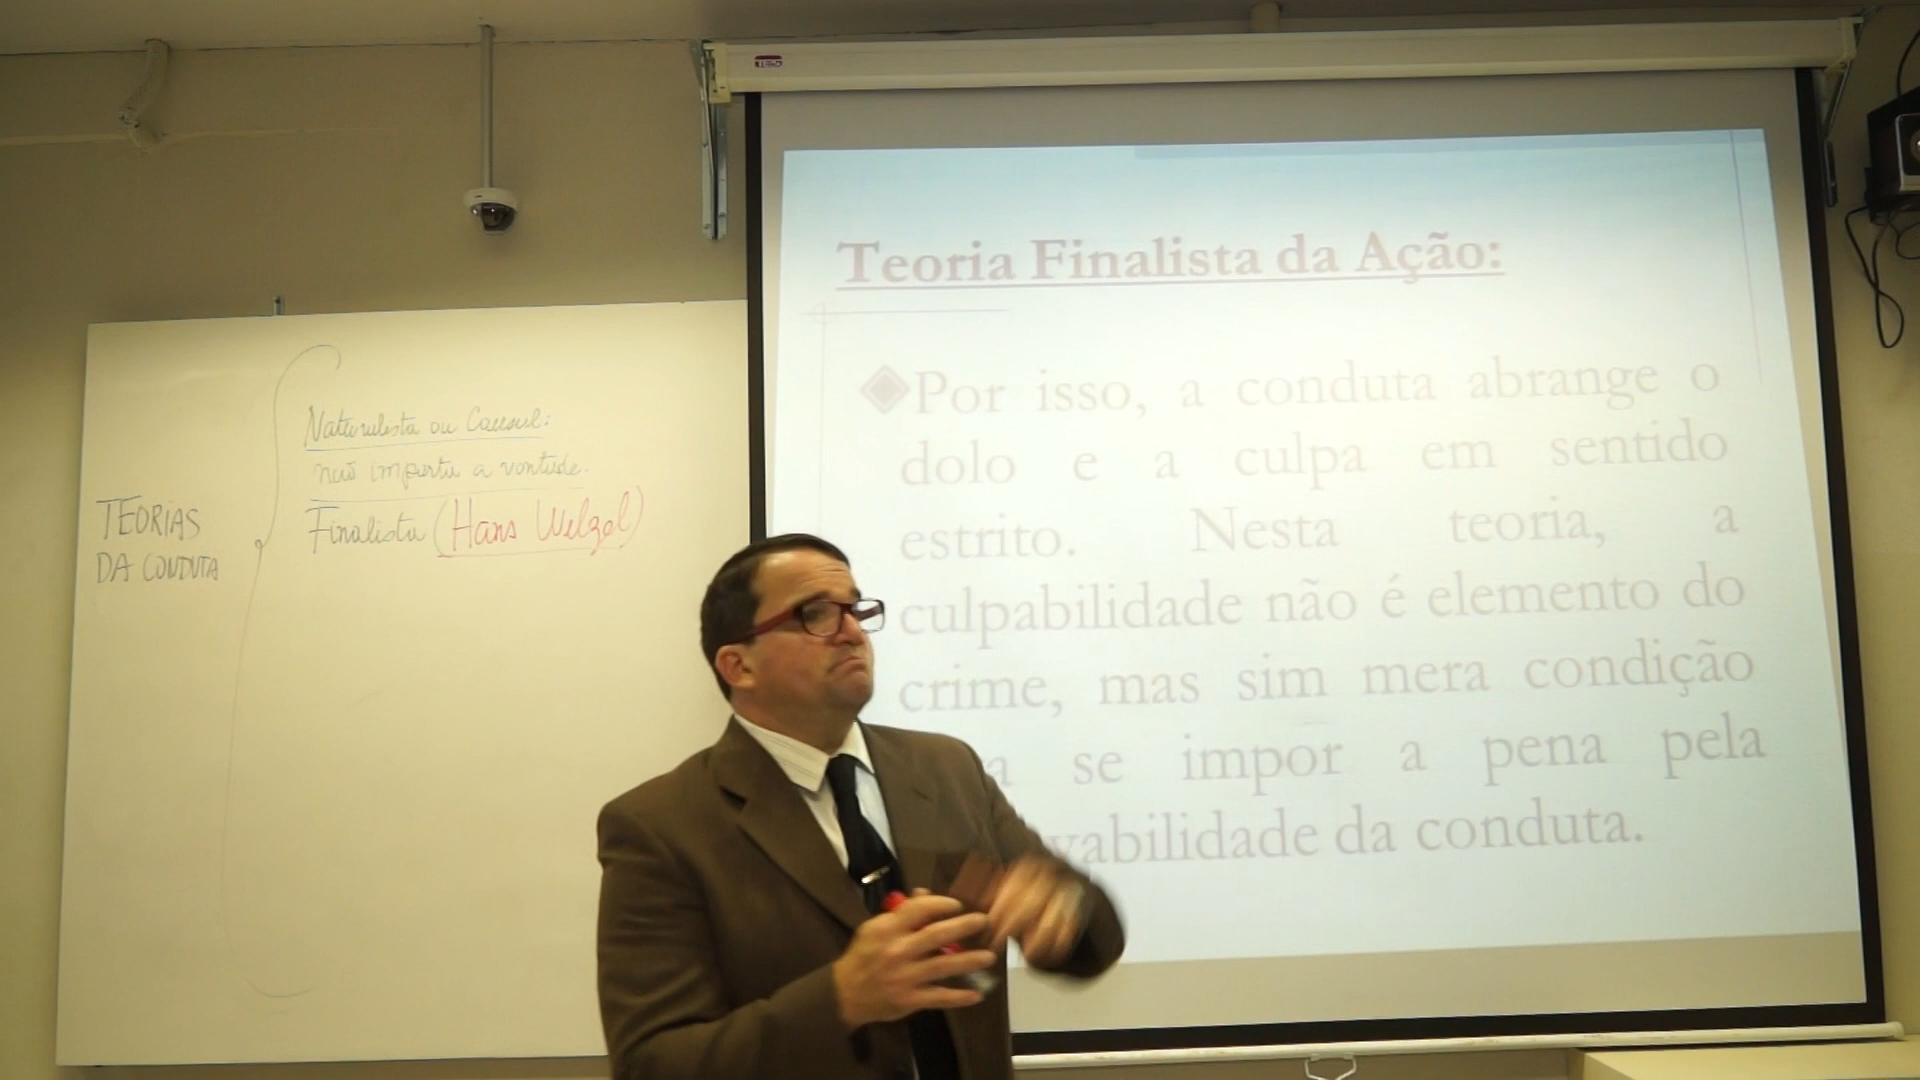 TEORIAS
DA CONDUTA
Naturalista ou Causal:
não importa a vontade.
Finalista (Hans Welzel)
Teoria Finalista da Ação:
Por isso, a conduta abrange o
dolo e a culpa em sentido
estrito. Nesta teoria, a
culpabilidade não é elemento do
crime, mas sim mera condição
a se impor a pena pela
vabilidade da conduta.